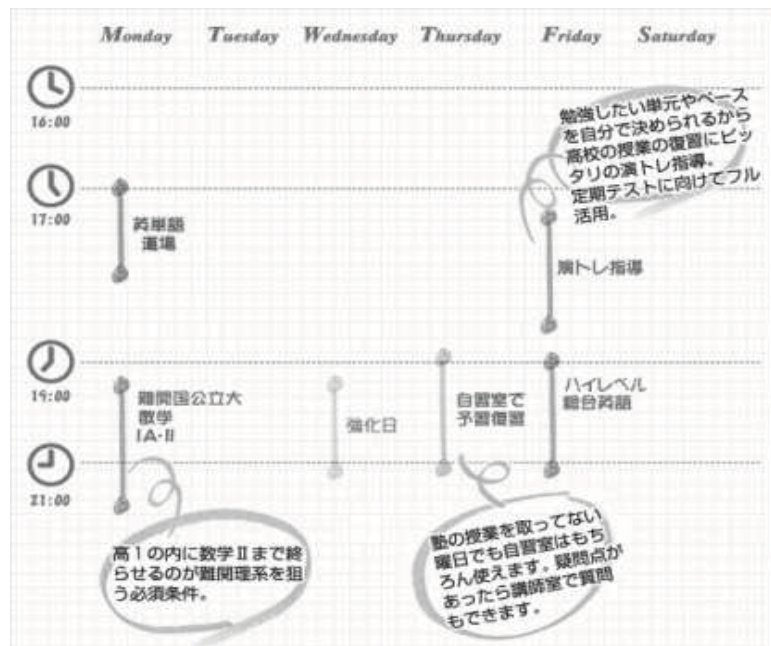 Monday Tuesday Wednesday Thursday Friday Saturday
16:00
勉強したい単元やペース
を自分で決められるから
高校の授業の復習にピッ
タリの演トレ指導。
定期テストに向けてフル
活用。
17:00
英単語
道場
演トレ指導
19:00
難関国公立大
数学
IA·II
強化日
自習室で
予習復習
ハイレベル
総合英語
21:00
高1の内に数学Ⅱまで終
らせるのが難関理系を狙
う必須条件。
塾の授業を取ってない
曜日でも自習室はもち
ろん使えます。疑問点が
あったら講師室で質問
もできます。